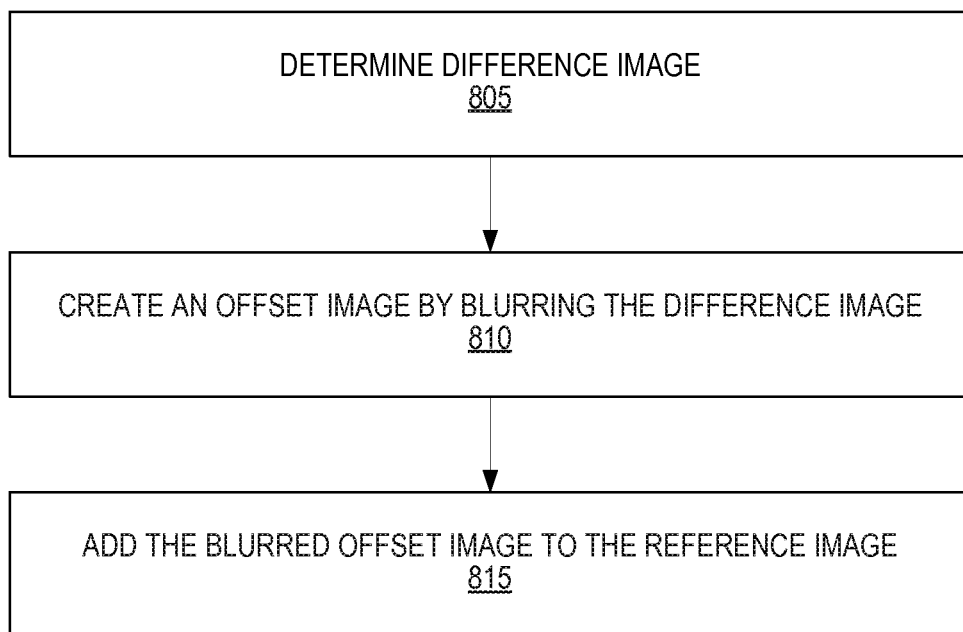 DETERMINE DIFFERENCE IMAGE
805
CREATE AN OFFSET IMAGE BY BLURRING THE DIFFERENCE IMAGE
810
ADD THE BLURRED OFFSET IMAGE TO THE REFERENCE IMAGE
815